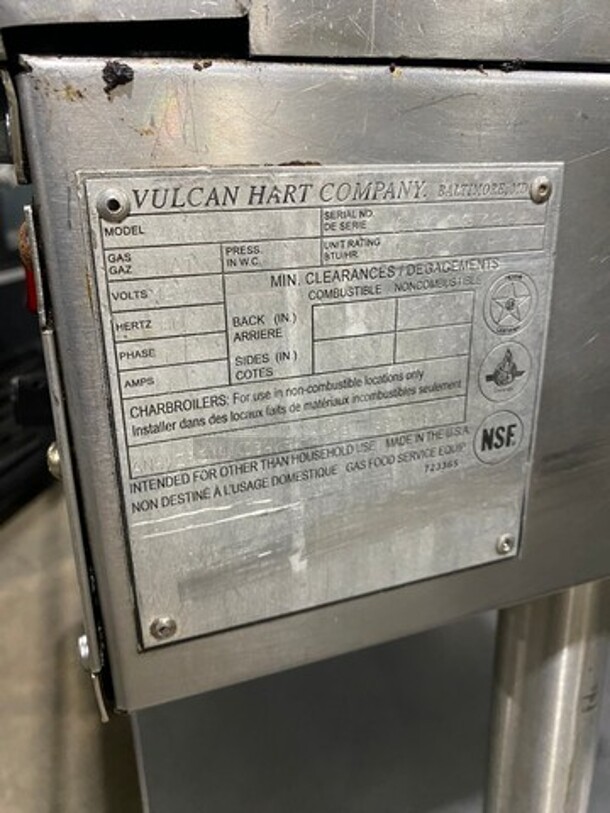 VULCAN HART COMPANY, BALTIMORE, MD
MODEL
SERIAL NO.
DE SERIE
GAS
GAZ
PRESS.
IN W.C.
UNIT RATING
BTU/HR.
MIN. CLEARANCES / DEGAGEMENTS
COMBUSTIBLE NONCOMBUSTIBLE
VOLTS
HERTZ
PHASE
AMPS
BACK (IN.)
ARRIERE
SIDES (IN.)
COTES
CHARBROILERS: For use in non-combustible locations only
Installer dans des locaux faits de matériaux incombustibles seulement
INTENDED FOR OTHER THAN HOUSEHOLD USE MADE IN THE U.S.A.
NON DESTINÉ À L'USAGE DOMESTIQUE GAS FOOD SERVICE EQUIP
723365
NSF